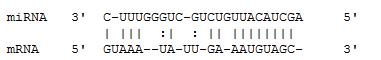 miRNA 3' C-UUUGGGUC-GUCUGUUACAUCGA 5'
| ||| :| : || ||||||||
mRNA 5' GUAAA--UA-UU-GA-AAUGUAGC- 3'